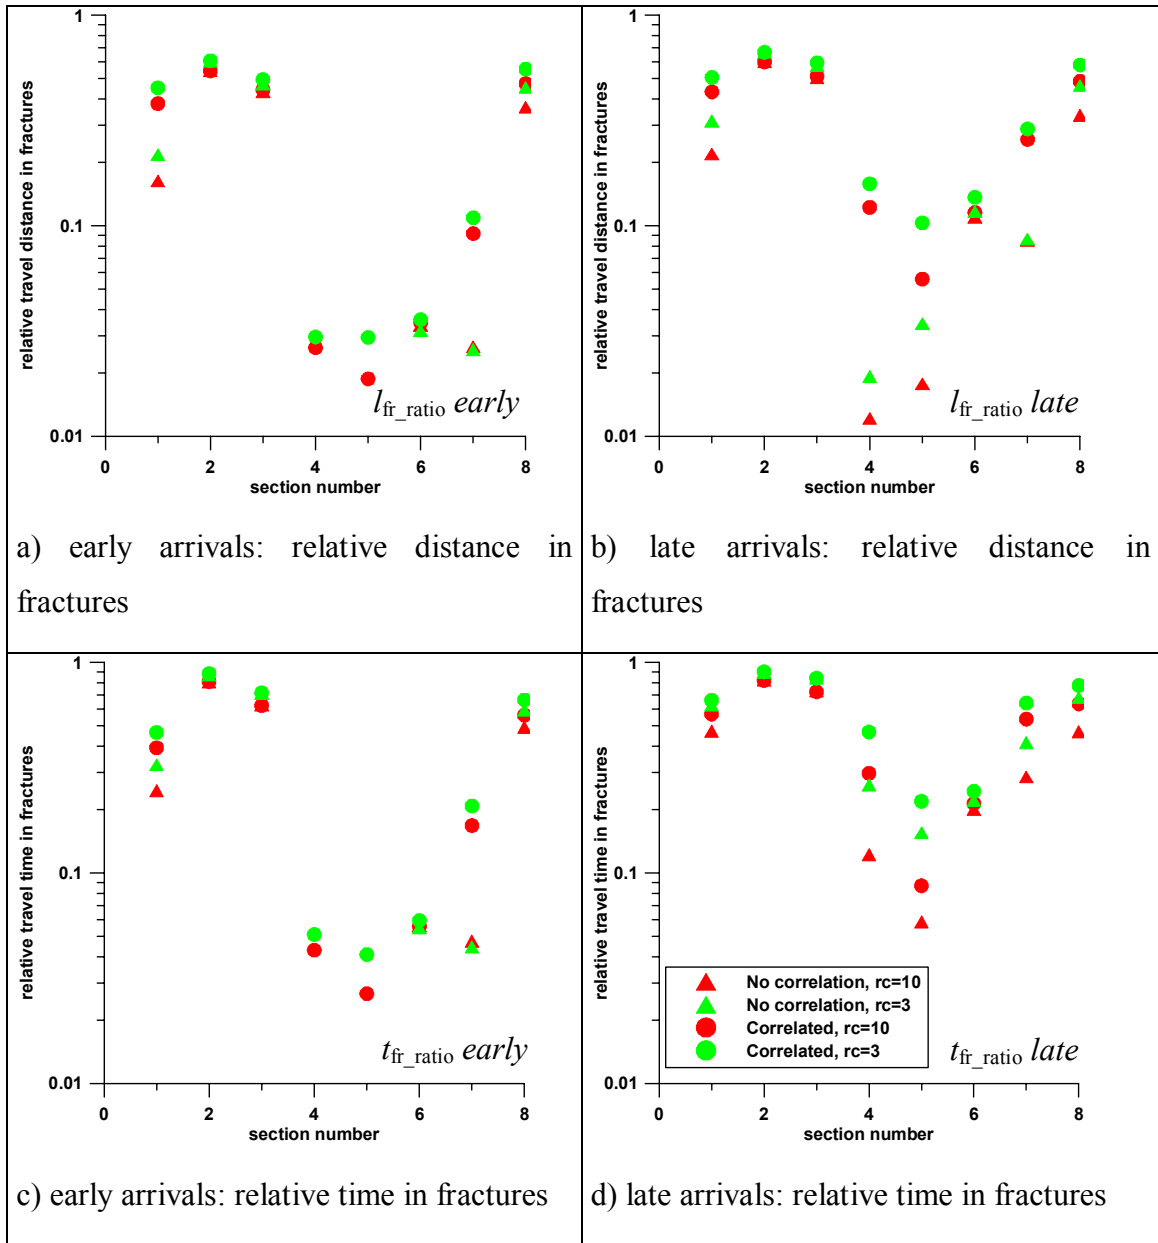 relative travel distance in fractures
1
0.1
0.01
0 2 4 6 8
section number
lfr_ratio early
a) early arrivals: relative distance in
fractures
relative travel distance in fractures
1
0.1
0.01
0 2 4 6 8
section number
lfr_ratio late
b) late arrivals: relative distance in
fractures
relative travel time in fractures
1
0.1
0.01
0 2 4 6 8
section number
tfr_ratio early
c) early arrivals: relative time in fractures
relative travel time in fractures
1
0.1
0.01
0 2 4 6 8
section number
No correlation, rc=10
No correlation, rc=3
Correlated, rc=10
Correlated, rc=3
tfr_ratio late
d) late arrivals: relative time in fractures